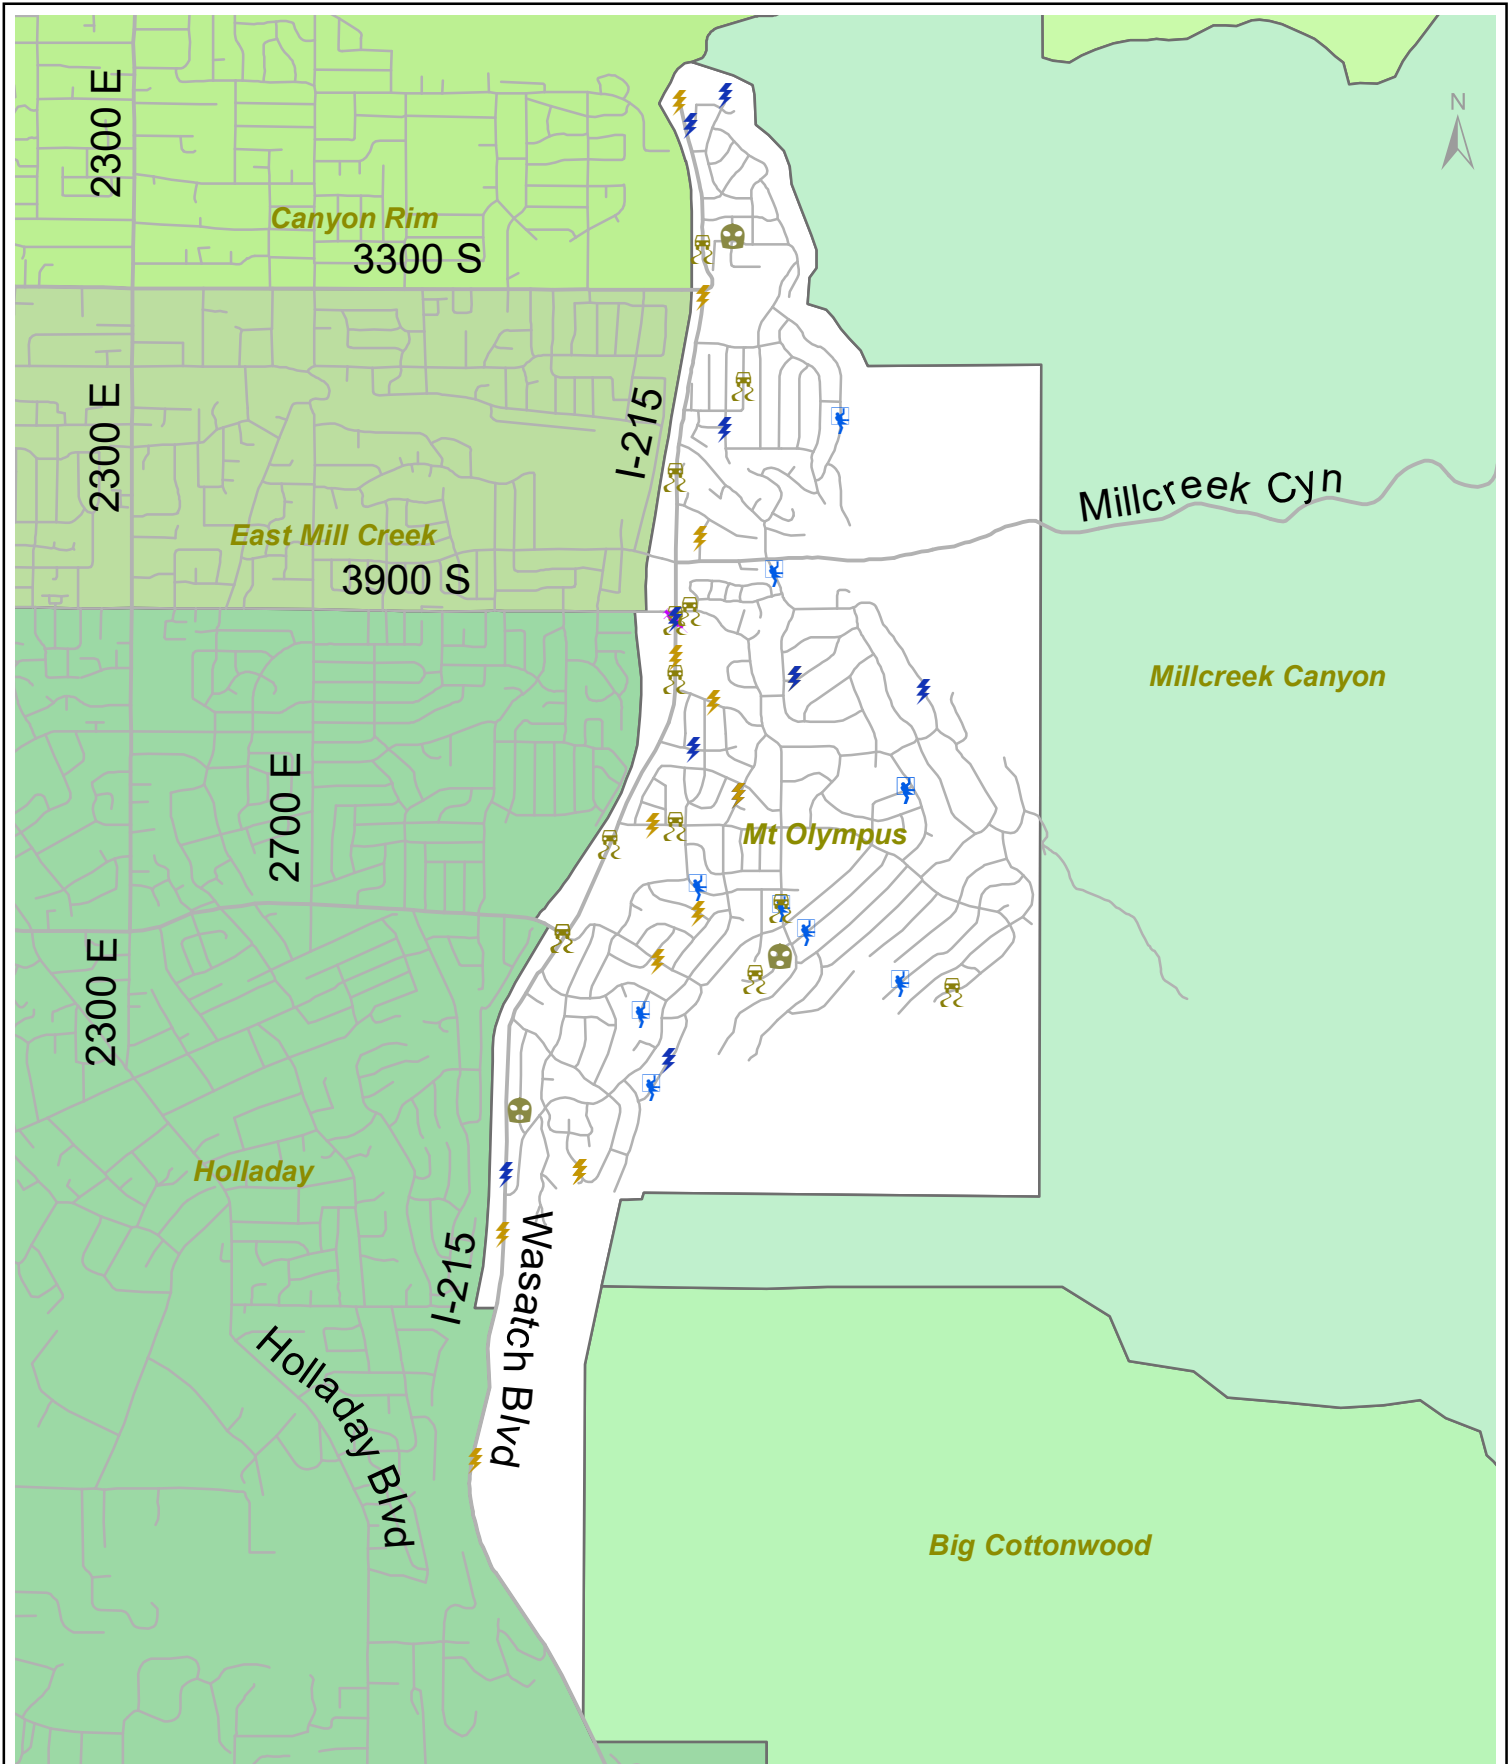 2300 E
N
Canyon Rim
3300 S
2300 E
I-215
Millcreek Cyn
East Mill Creek
3900 S
Millcreek Canyon
2700 E
Mt Olympus
2300 E
Holladay
I-215
Wasatch Blvd
Holladay Blvd
Big Cottonwood